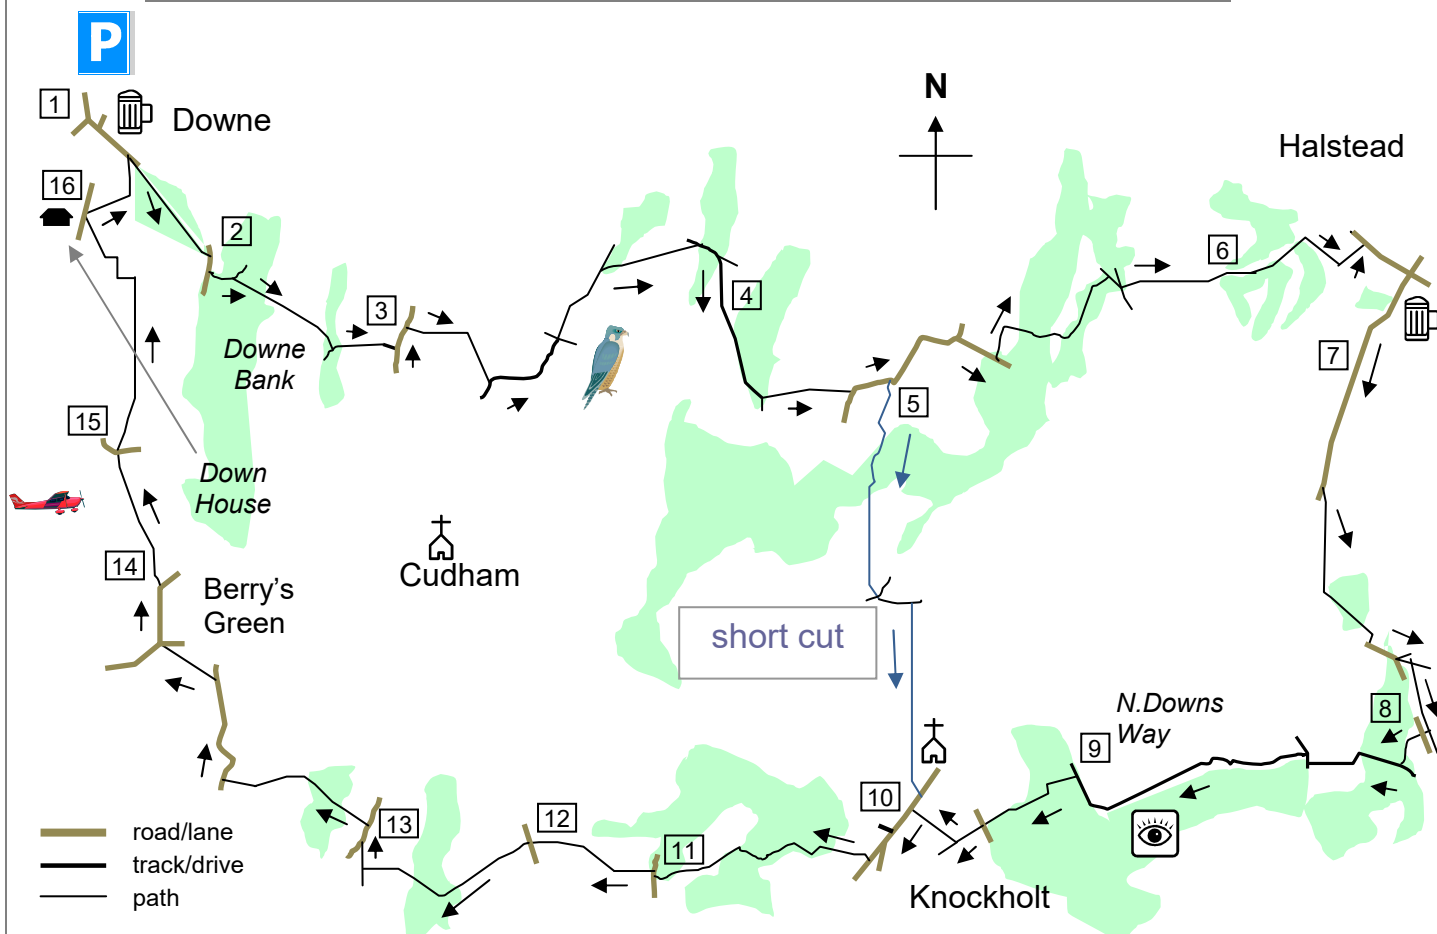 P
1
Downe
N
Halstead
16
2
6
4
3
7
Downe
Bank
5
15
Down
House
Cudham
14
Berry's
Green
short cut
N.Downs
Way
8
9
10
13
12
11
Knockholt
road/lane
track/drive
path